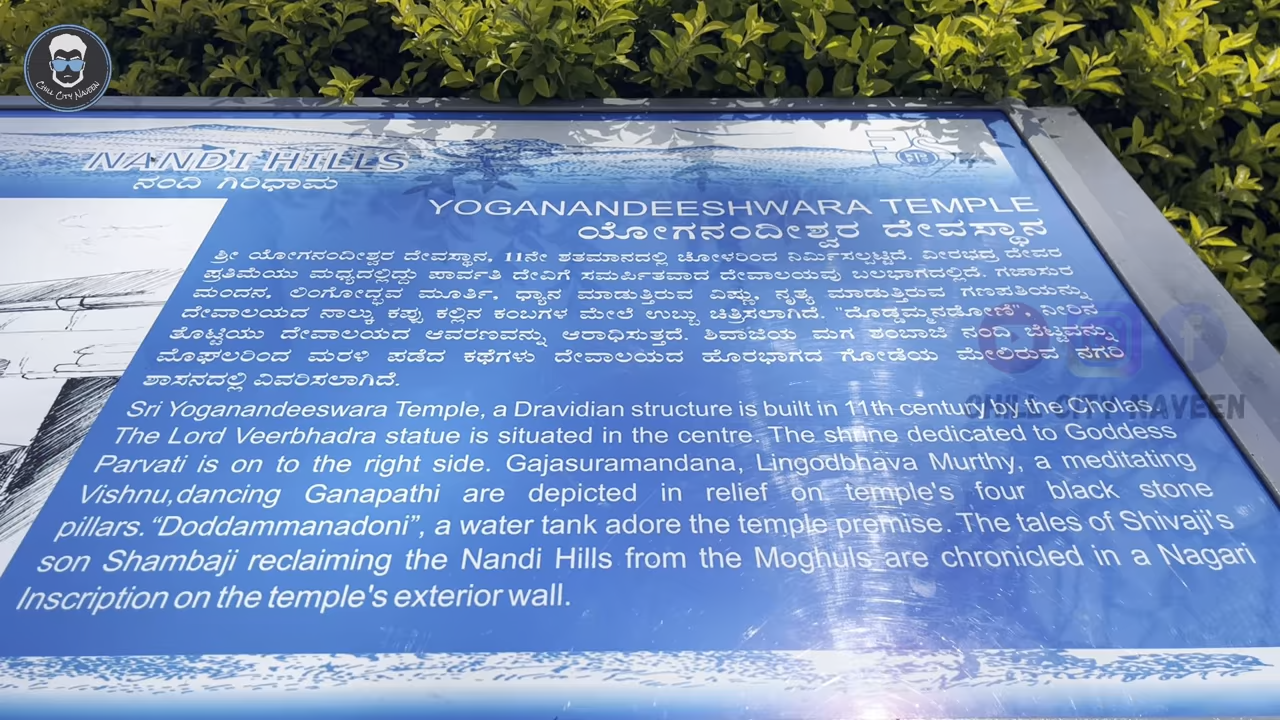 CHILL CITY NAVEEN
NANDI HILLS
ನಂದಿ ಗಿರಿಧಾಮ
YOGANANDEESHWARA TEMPLE
ಯೋಗನಂದೀಶ್ವರ ದೇವಸ್ಥಾನ
ಶ್ರೀ ಯೋಗನಂದೀಶ್ವರ ದೇವಸ್ಥಾನ, 11ನೇ ಶತಮಾನದಲ್ಲಿ ಚೋಳರಿಂದ ನಿರ್ಮಿಸಲ್ಪಟ್ಟಿದೆ. ವೀರಭದ್ರ ದೇವರ
ಪ್ರತಿಮೆಯು ಮಧ್ಯದಲ್ಲಿದ್ದು ಪಾರ್ವತಿ ದೇವಿಗೆ ಸಮರ್ಪಿತವಾದ ದೇವಾಲಯವು ಬಲಭಾಗದಲ್ಲಿದೆ. ಗಜಾಸುರ
ಮಂದನ, ಲಿಂಗೋದ್ಭವ ಮೂರ್ತಿ, ಧ್ಯಾನ ಮಾಡುತ್ತಿರುವ ವಿಷ್ಣು, ನೃತ್ಯ ಮಾಡುತ್ತಿರುವ ಗಣಪತಿಯನ್ನು
ದೇವಾಲಯದ ನಾಲ್ಕು ಕಪ್ಪು ಕಲ್ಲಿನ ಕಂಬಗಳ ಮೇಲೆ ಉಬ್ಬು ಚಿತ್ರಿಸಲಾಗಿದೆ. "ದೊಡ್ಡಮ್ಮನಡೋಣಿ" ನೀರಿನ
ತೊಟ್ಟಿಯು ದೇವಾಲಯದ ಆವರಣವನ್ನು ಆರಾಧಿಸುತ್ತದೆ. ಶಿವಾಜಿಯ ಮಗ ಶಂಬಾಜಿ ನಂದಿ ಬೆಟ್ಟವನ್ನು
ಮೊಘಲರಿಂದ ಮರಳಿ ಪಡೆದ ಕಥೆಗಳು ದೇವಾಲಯದ ಹೊರಭಾಗದ ಗೋಡೆಯ ಮೇಲಿರುವ ನಗರಿ
ಶಾಸನದಲ್ಲಿ ವಿವರಿಸಲಾಗಿದೆ.
CHILL CITY NAVEEN
Sri Yoganandeeswara Temple, a Dravidian structure is built in 11th century by the Cholas.
The Lord Veerbhadra statue is situated in the centre. The shrine dedicated to Goddess
Parvati is on to the right side. Gajasuramandana, Lingodbhava Murthy, a meditating
Vishnu,dancing Ganapathi are depicted in relief on temple's four black stone
pillars. “Doddammanadoni”, a water tank adore the temple premise. The tales of Shivaji's
son Shambaji reclaiming the Nandi Hills from the Moghuls are chronicled in a Nagari
Inscription on the temple's exterior wall.